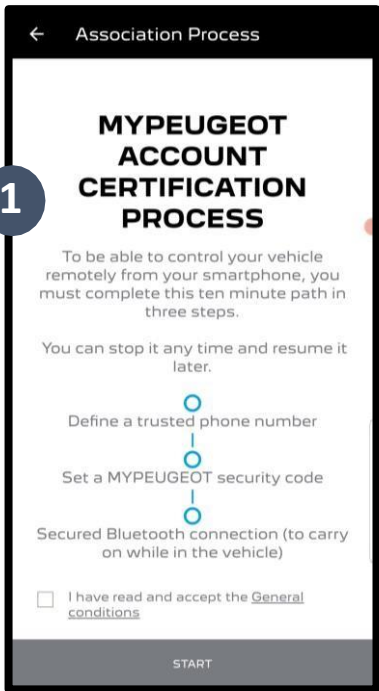 ← Association Process
MYPEUGEOT
ACCOUNT
CERTIFICATION
PROCESS
1
To be able to control your vehicle
remotely from your smartphone, you
must complete this ten minute path in
three steps.
You can stop it any time and resume it
later.
Define a trusted phone number
Set a MYPEUGEOT security code
Secured Bluetooth connection (to carry
on while in the vehicle)
I have read and accept the General
conditions
START